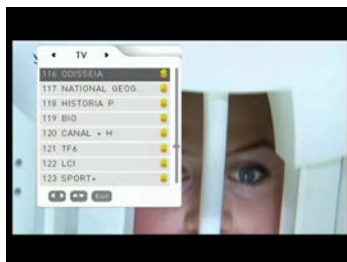 TV
116 ODISSEIA
117 NATIONAL GEOG...
118 HISTORIA P
119 BIO
120 CANAL + H
121 TF6
122 LCI
123 SPORT+
Exit